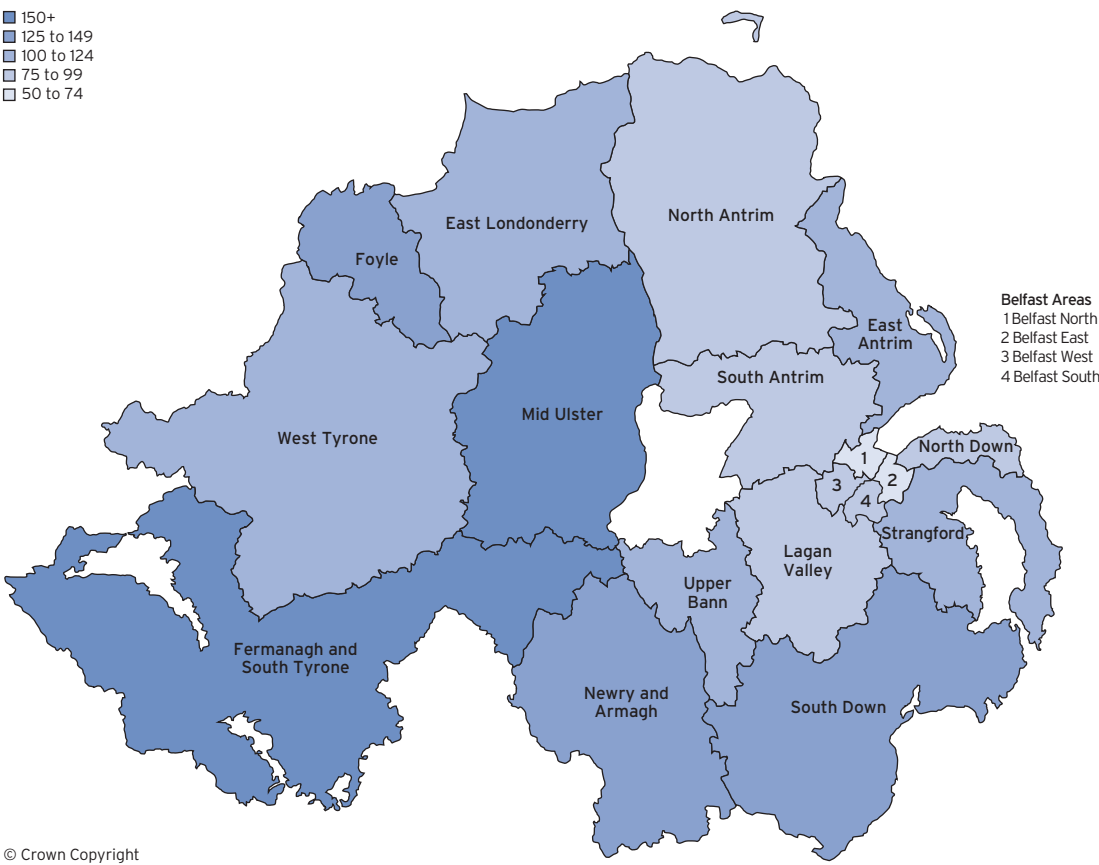 150+
125 to 149
100 to 124
75 to 99
50 to 74
North Antrim
East Londonderry
Foyle
Belfast Areas
1 Belfast North
2 Belfast East
3 Belfast West
4 Belfast South
East
Antrim
South Antrim
Mid Ulster
West Tyrone
North Down
1
2
3
4
Strangford
Lagan
Valley
Upper
Bann
Fermanagh and
South Tyrone
Newry and
Armagh
South Down
© Crown Copyright